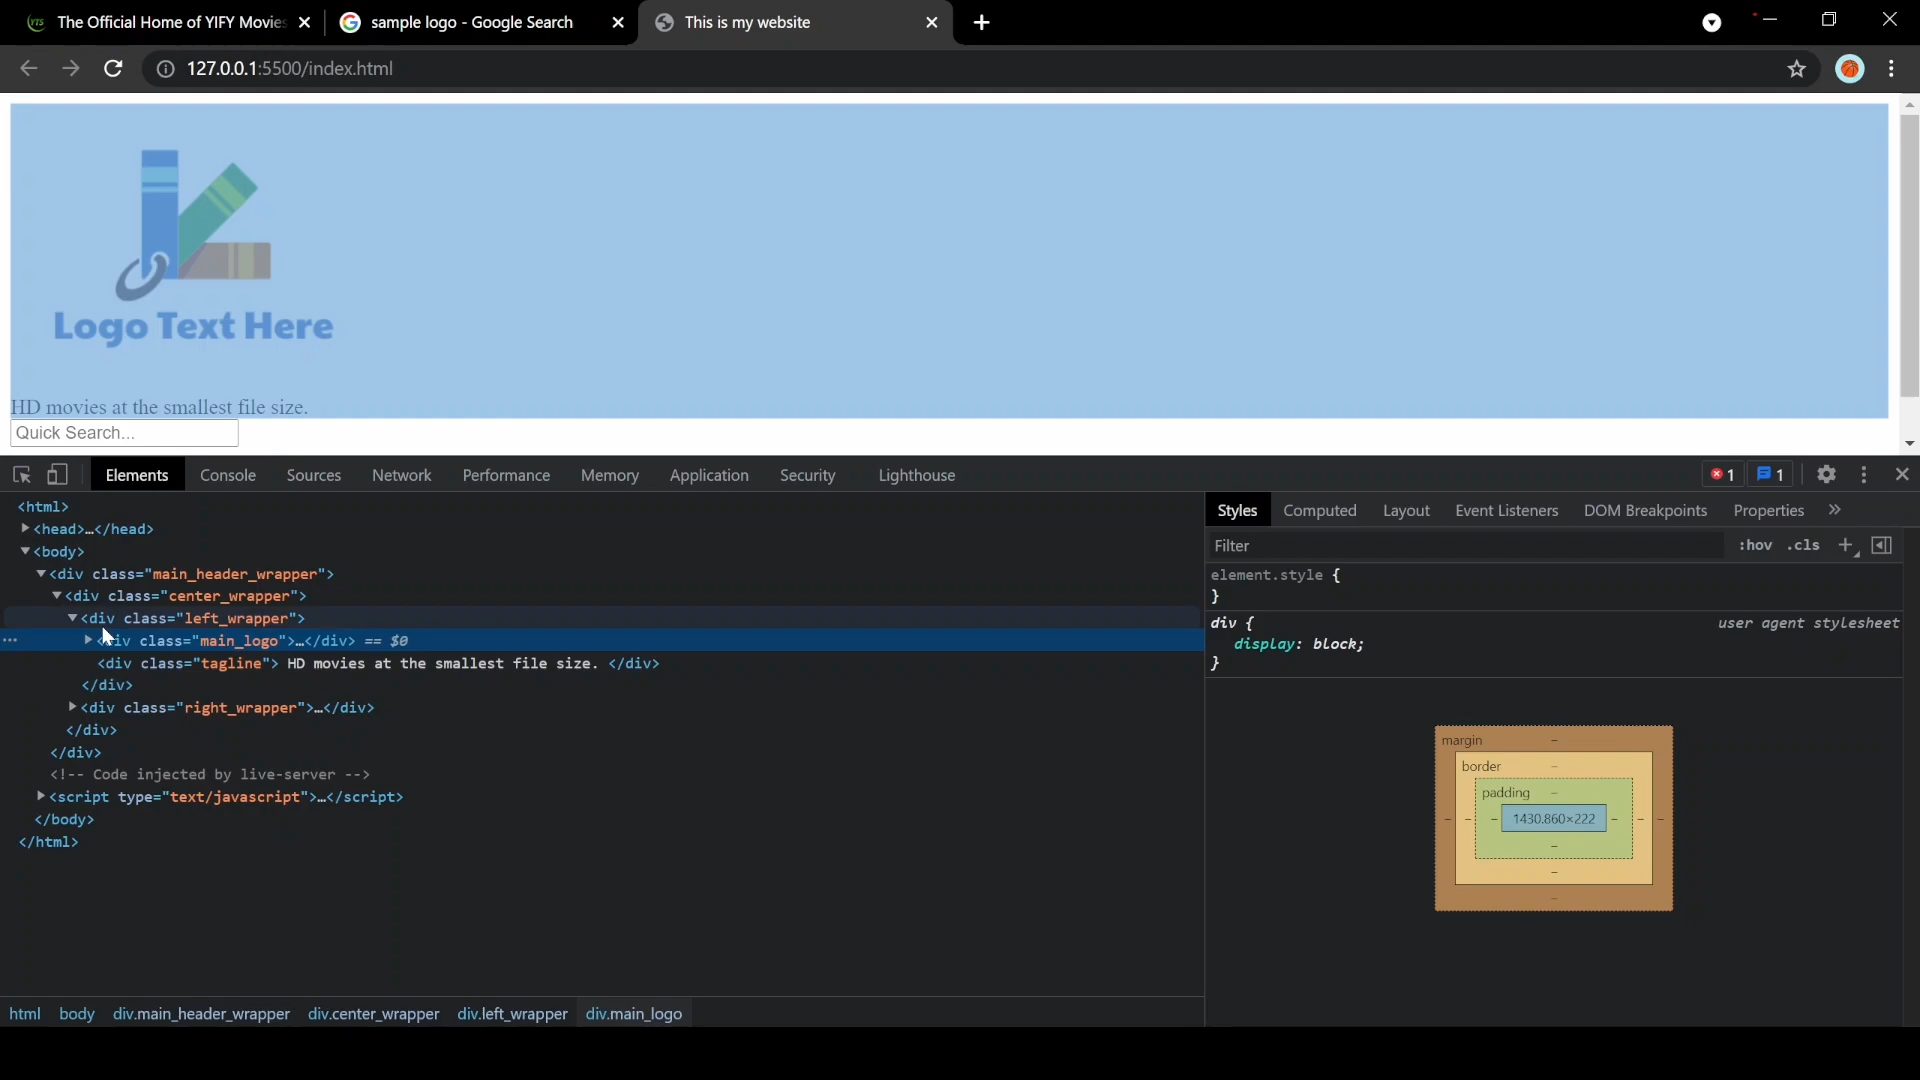 YTS The Official Home of YIFY Movies
sample logo - Google Search
This is my website
127.0.0.1:5500/index.html
Logo Text Here
HD movies at the smallest file size.
Quick Search...
Elements Console Sources Network Performance Memory Application Security Lighthouse 1 1
<html>
<head>…</head>
<body>
<div class="main_header_wrapper">
<div class="center_wrapper">
<div class="left_wrapper">
<div class="main_logo">…</div> == $0
<div class="tagline"> HD movies at the smallest file size. </div>
</div>
<div class="right_wrapper">…</div>
</div>
</div>
<!-- Code injected by live-server -->
<script type="text/javascript">…</script>
</body>
</html>
html body div.main_header_wrapper div.center_wrapper div.left_wrapper div.main_logo
Styles Computed Layout Event Listeners DOM Breakpoints Properties »
Filter :hov .cls +
element.style {
}
div { user agent stylesheet
display: block;
}
margin –
border –
padding –
– – – 1430.860×222 – – –
–
–
–